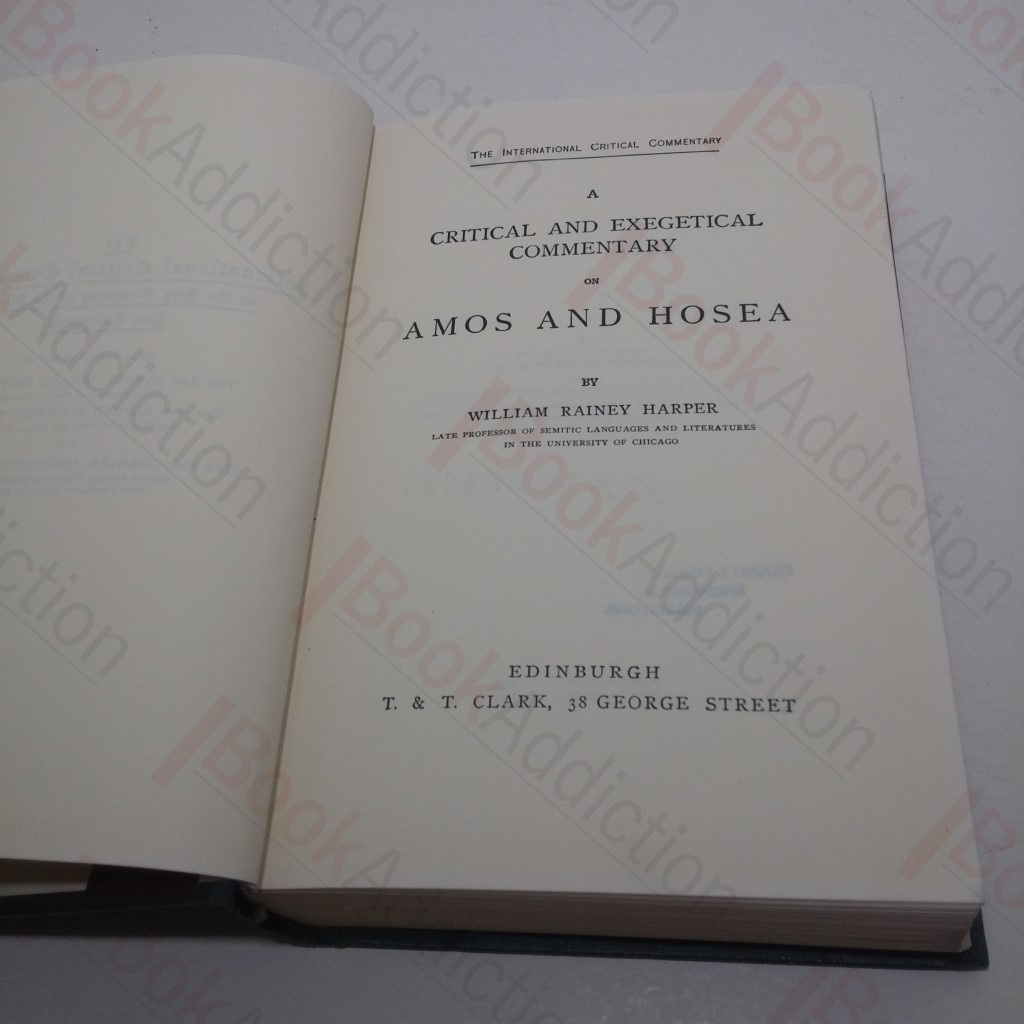 THE INTERNATIONAL CRITICAL COMMENTARY
A
CRITICAL AND EXEGETICAL
COMMENTARY
ON
AMOS AND HOSEA
BY
WILLIAM RAINEY HARPER
LATE PROFESSOR OF SEMITIC LANGUAGES AND LITERATURES
IN THE UNIVERSITY OF CHICAGO
EDINBURGH
T. & T. CLARK, 38 GEORGE STREET
BookAddiction